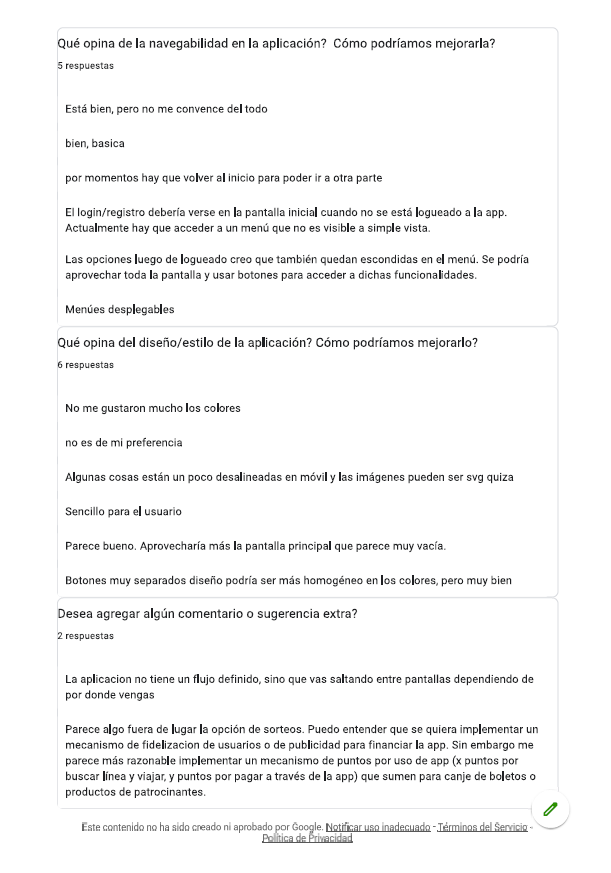 Qué opina de la navegabilidad en la aplicación?  Cómo podríamos mejorarla?
5 respuestas
Está bien, pero no me convence del todo
bien, basica
por momentos hay que volver al inicio para poder ir a otra parte
El login/registro debería verse en la pantalla inicial cuando no se está logueado a la app.
Actualmente hay que acceder a un menú que no es visible a simple vista.
Las opciones luego de logueado creo que también quedan escondidas en el menú. Se podría
aprovechar toda la pantalla y usar botones para acceder a dichas funcionalidades.
Menúes desplegables
Qué opina del diseño/estilo de la aplicación? Cómo podríamos mejorarlo?
6 respuestas
No me gustaron mucho los colores
no es de mi preferencia
Algunas cosas están un poco desalineadas en móvil y las imágenes pueden ser svg quiza
Sencillo para el usuario
Parece bueno. Aprovecharía más la pantalla principal que parece muy vacía.
Botones muy separados diseño podría ser más homogéneo en los colores, pero muy bien
Desea agregar algún comentario o sugerencia extra?
2 respuestas
La aplicacion no tiene un flujo definido, sino que vas saltando entre pantallas dependiendo de
por donde vengas
Parece algo fuera de lugar la opción de sorteos. Puedo entender que se quiera implementar un
mecanismo de fidelizacion de usuarios o de publicidad para financiar la app. Sin embargo me
parece más razonable implementar un mecanismo de puntos por uso de app (x puntos por
buscar línea y viajar, y puntos por pagar a través de la app) que sumen para canje de boletos o
productos de patrocinantes.
Este contenido no ha sido creado ni aprobado por Google. Notificar uso inadecuado - Términos del Servicio -
Política de Privacidad